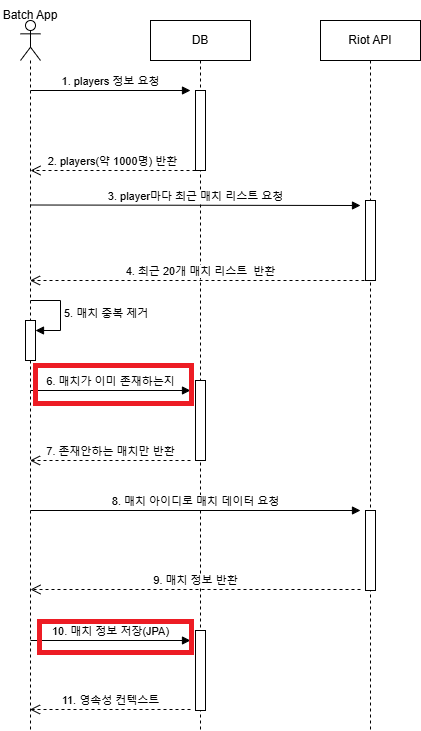 Batch App
DB
Riot API
1. players 정보 요청
2. players(약 1000명) 반환
3. player마다 최근 매치 리스트 요청
4. 최근 20개 매치 리스트 반환
5. 매치 중복 제거
6. 매치가 이미 존재하는지
7. 존재안하는 매치만 반환
8. 매치 아이디로 매치 데이터 요청
9. 매치 정보 반환
10. 매치 정보 저장(JPA)
11. 영속성 컨텍스트